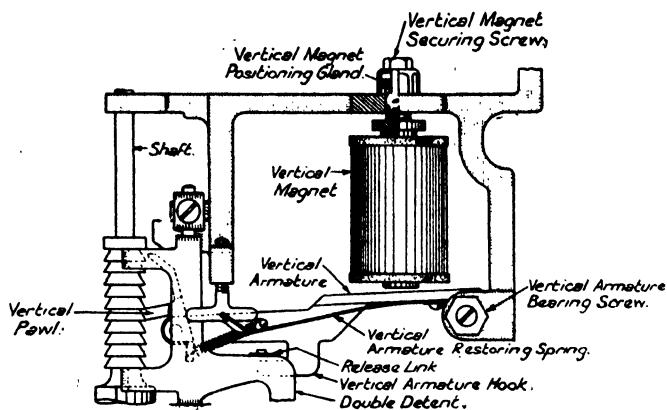 Vertical Magnet
Securing Screw.
Vertical Magnet
Positioning Gland.
Shaft.
Vertical
Magnet
Vertical
Armature
Vertical Armature
Bearing Screw.
Vertical
Pawl.
Vertical
Armature Restoring Spring.
Release Link
Vertical Armature Hook.
Double Detent.